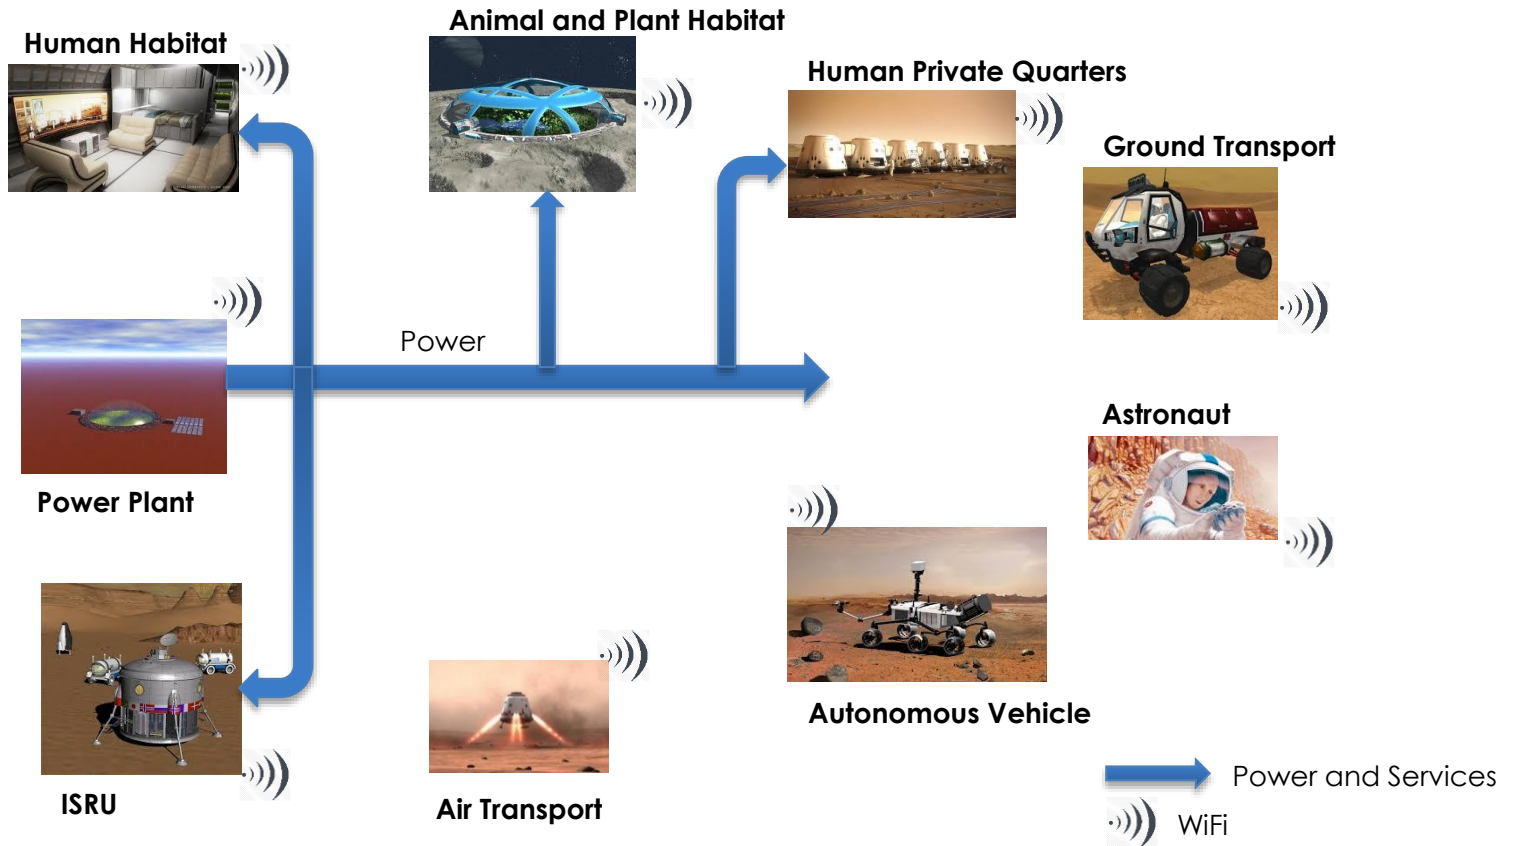 Human Habitat
Animal and Plant Habitat
Human Private Quarters
Ground Transport
Power
Astronaut
Power Plant
Autonomous Vehicle
ISRU
Air Transport
Power and Services
WiFi